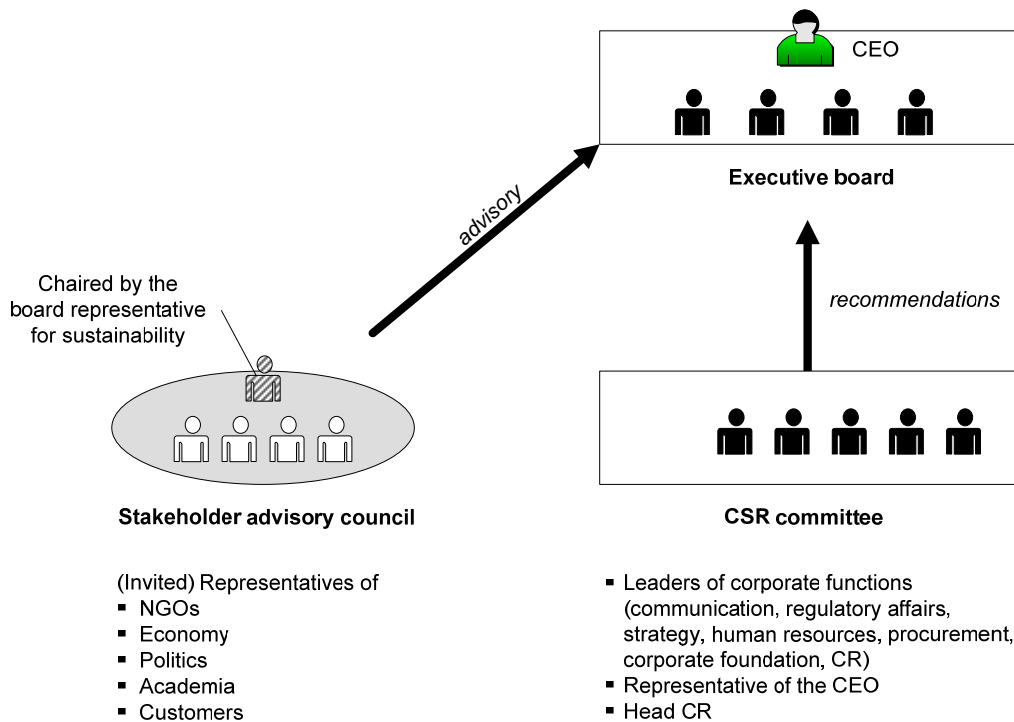 CEO
Executive board
advisory
Chaired by the
board representative
for sustainability
recommendations
Stakeholder advisory council
(Invited) Representatives of
▪ NGOs
▪ Economy
▪ Politics
▪ Academia
▪ Customers
CSR committee
▪ Leaders of corporate functions
(communication, regulatory affairs,
strategy, human resources, procurement,
corporate foundation, CR)
▪ Representative of the CEO
▪ Head CR